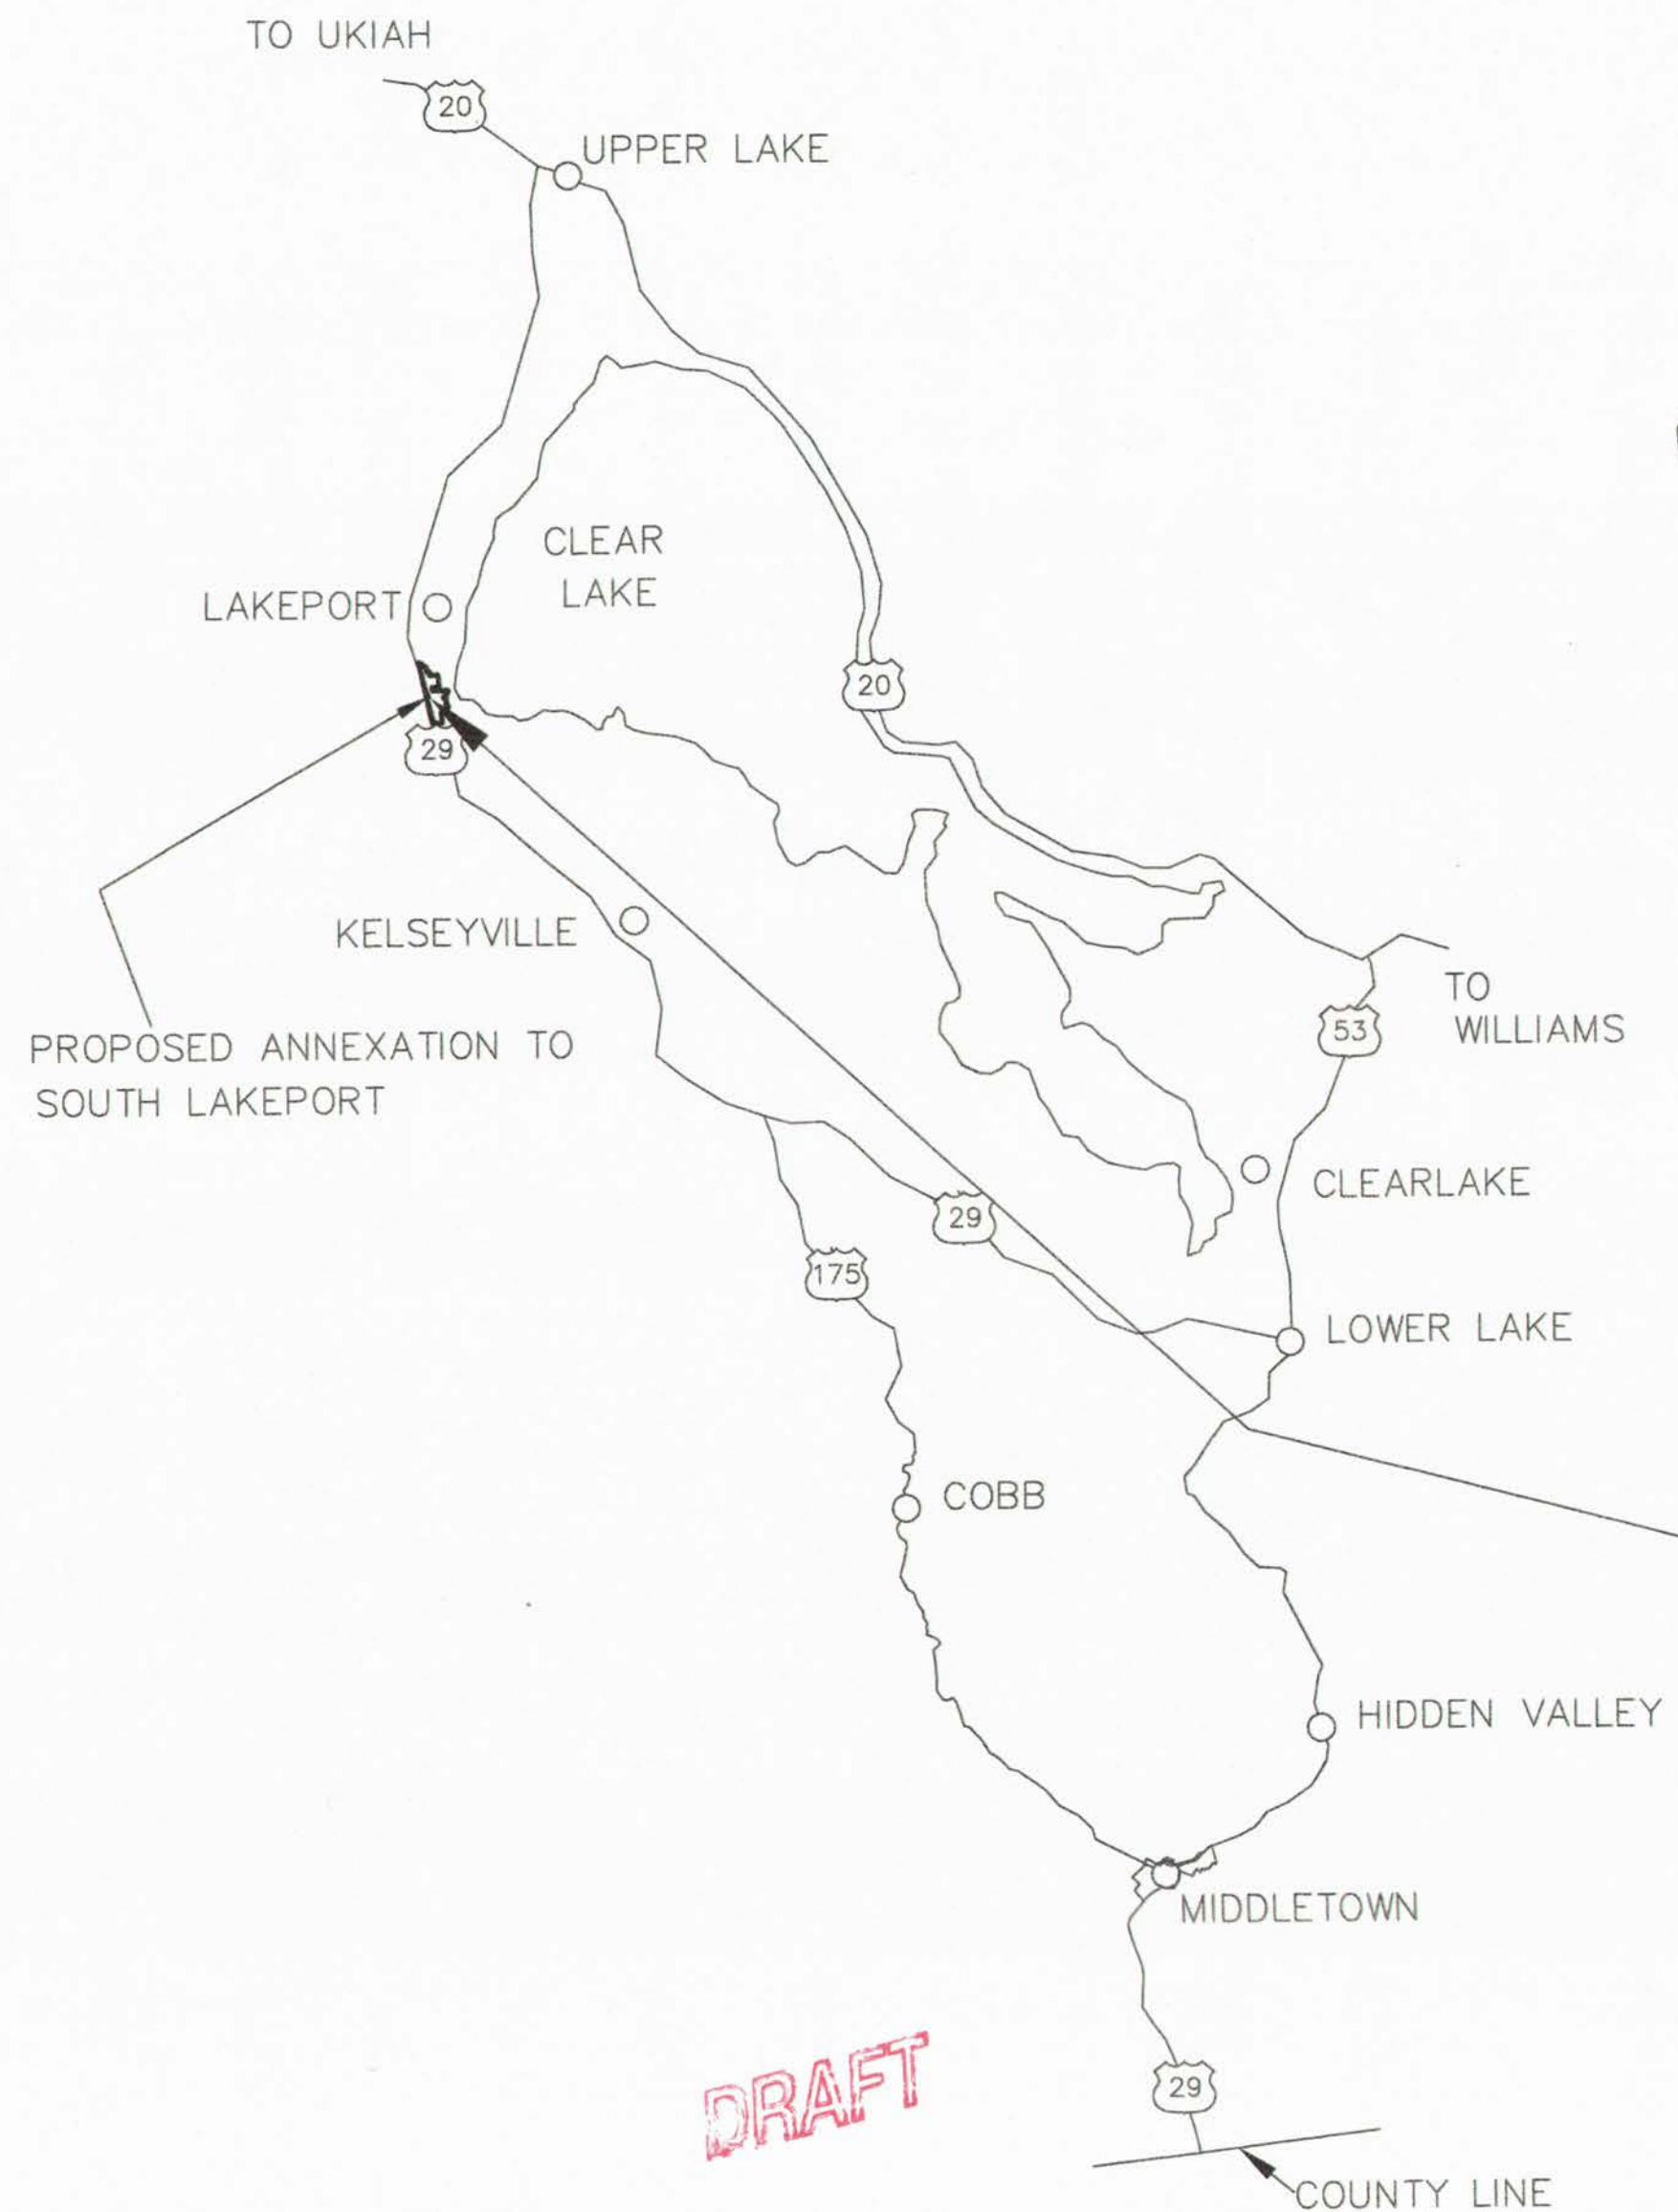 TO UKIAH
20
UPPER LAKE
CLEAR
LAKE
LAKEPORT
20
29
KELSEYVILLE
TO
WILLIAMS
53
PROPOSED ANNEXATION TO
SOUTH LAKEPORT
CLEARLAKE
29
175
LOWER LAKE
COBB
HIDDEN VALLEY
MIDDLETOWN
DRAFT
29
COUNTY LINE